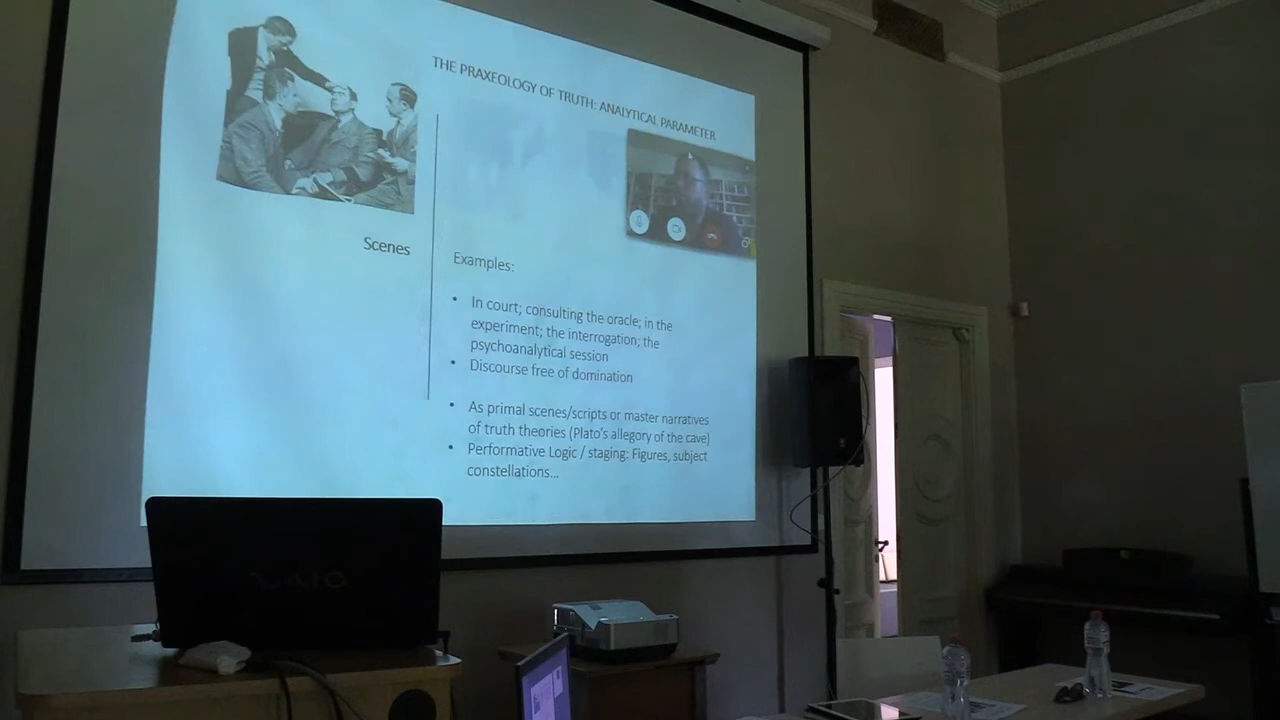 THE PRAXEOLOGY OF TRUTH: ANALYTICAL PARAMETER
Scenes
Examples:
• In court; consulting the oracle; in the
experiment; the interrogation; the
psychoanalytical session
• Discourse free of domination
• As primal scenes/scripts or master narratives
of truth theories (Plato's allegory of the cave)
• Performative Logic / staging: Figures, subject
constellations...
VAIO